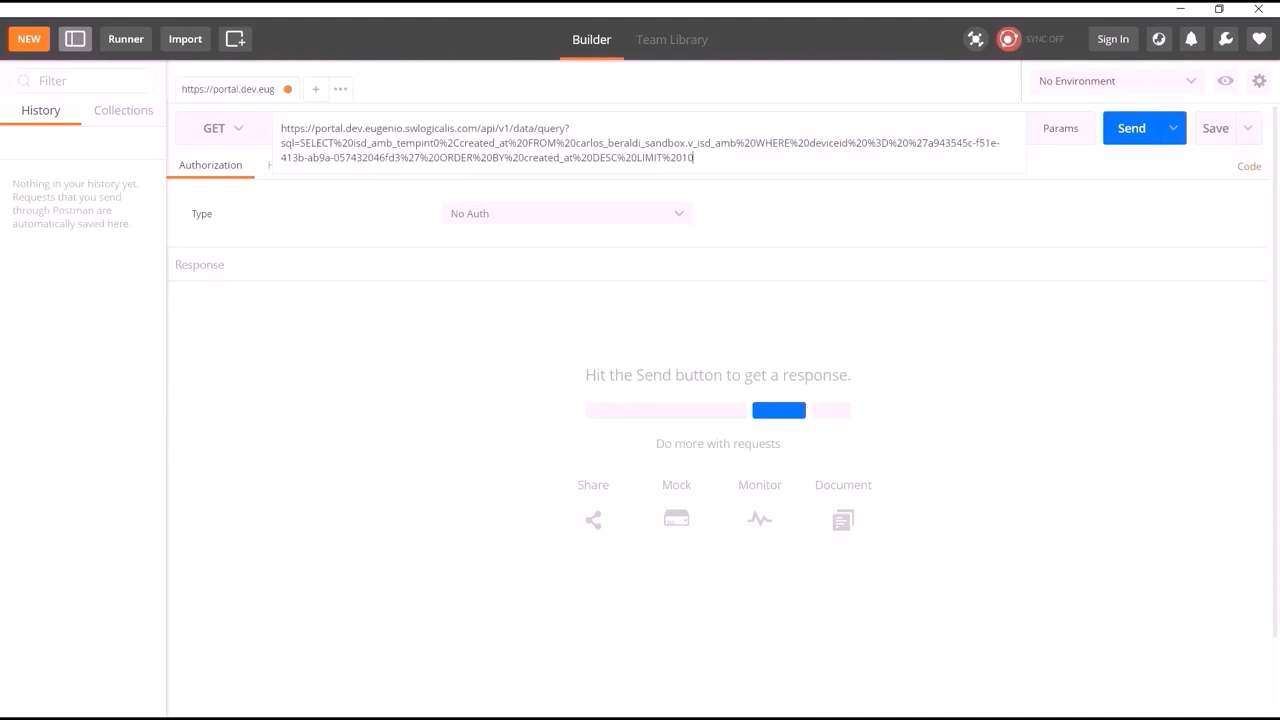 NEW
Runner
Import
Builder
Team Library
SYNC OFF
Sign In
Filter
History
Collections
Nothing in your history yet.
Requests that you send
through Postman are
automatically saved here.
https://portal.dev.eug
No Environment
GET
https://portal.dev.eugenio.swlogicalis.com/api/v1/data/query?
sql=SELECT%20isd_amb_tempint0%2Ccreated_at%20FROM%20carlos_beraldi_sandbox.v_isd_amb%20WHERE%20deviceid%20%3D%20%27a943545c-f51e-
413b-ab9a-057432046fd3%27%20ORDER%20BY%20created_at%20DESC%20LIMIT%2010
Params
Send
Save
Authorization
Code
Type
No Auth
Response
Hit the Send button to get a response.
Do more with requests
Share
Mock
Monitor
Document